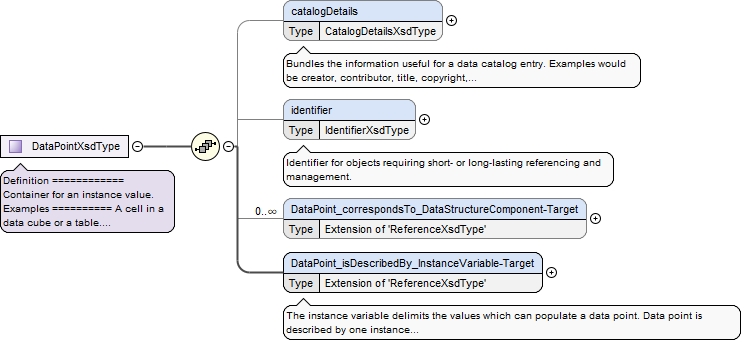 catalogDetails
Type CatalogDetailsXsdType
Bundles the information useful for a data catalog entry. Examples would
be creator, contributor, title, copyright,...
identifier
Type IdentifierXsdType
Identifier for objects requiring short- or long-lasting referencing and
management.
DataPointXsdType
Definition ============
Container for an instance value.
Examples ========== A cell in a
data cube or a table....
0..∞
DataPoint_correspondsTo_DataStructureComponent-Target
Type Extension of 'ReferenceXsdType'
DataPoint_isDescribedBy_InstanceVariable-Target
Type Extension of 'ReferenceXsdType'
The instance variable delimits the values which can populate a data point. Data point is
described by one instance...